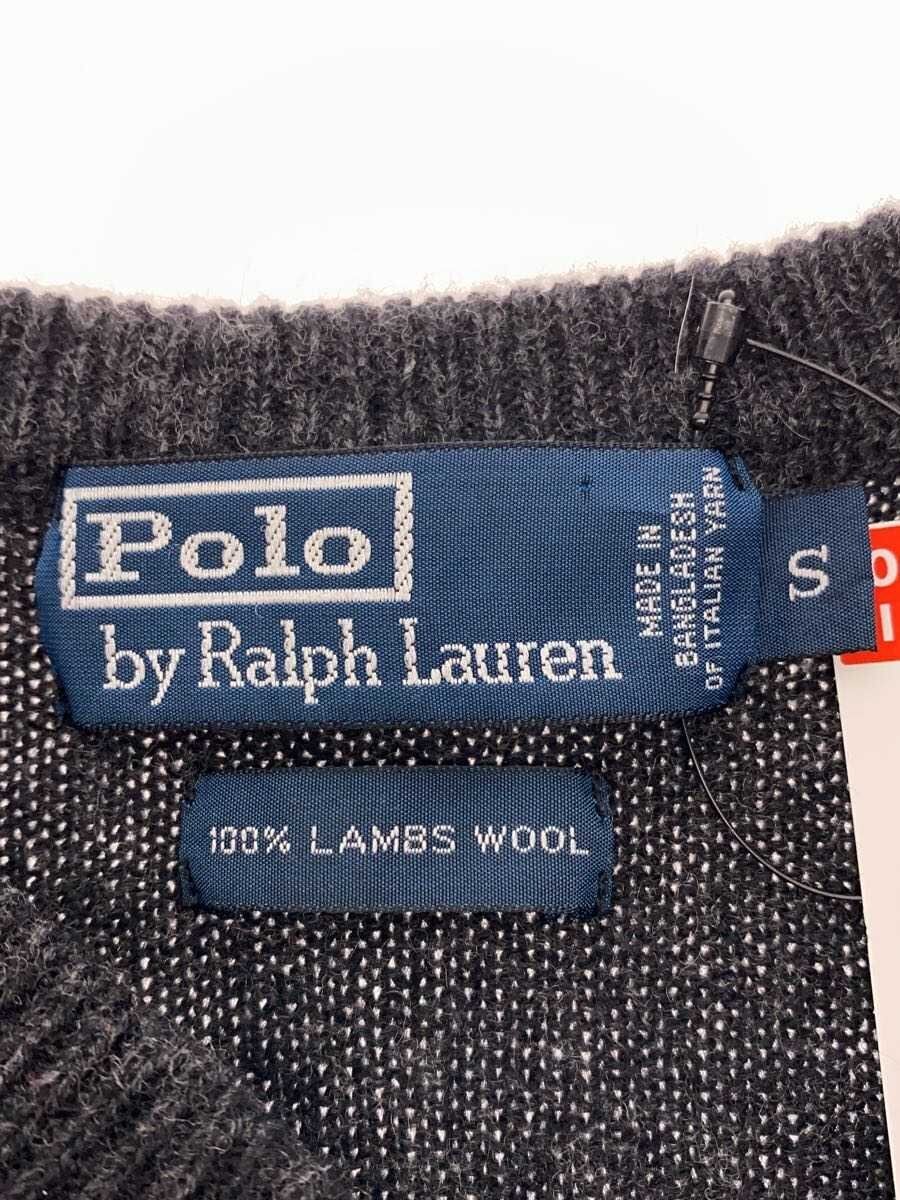 Polo
by Ralph Lauren
MADE IN
BANGLADESH
OF ITALIAN YARN
S
100% LAMBS WOOL